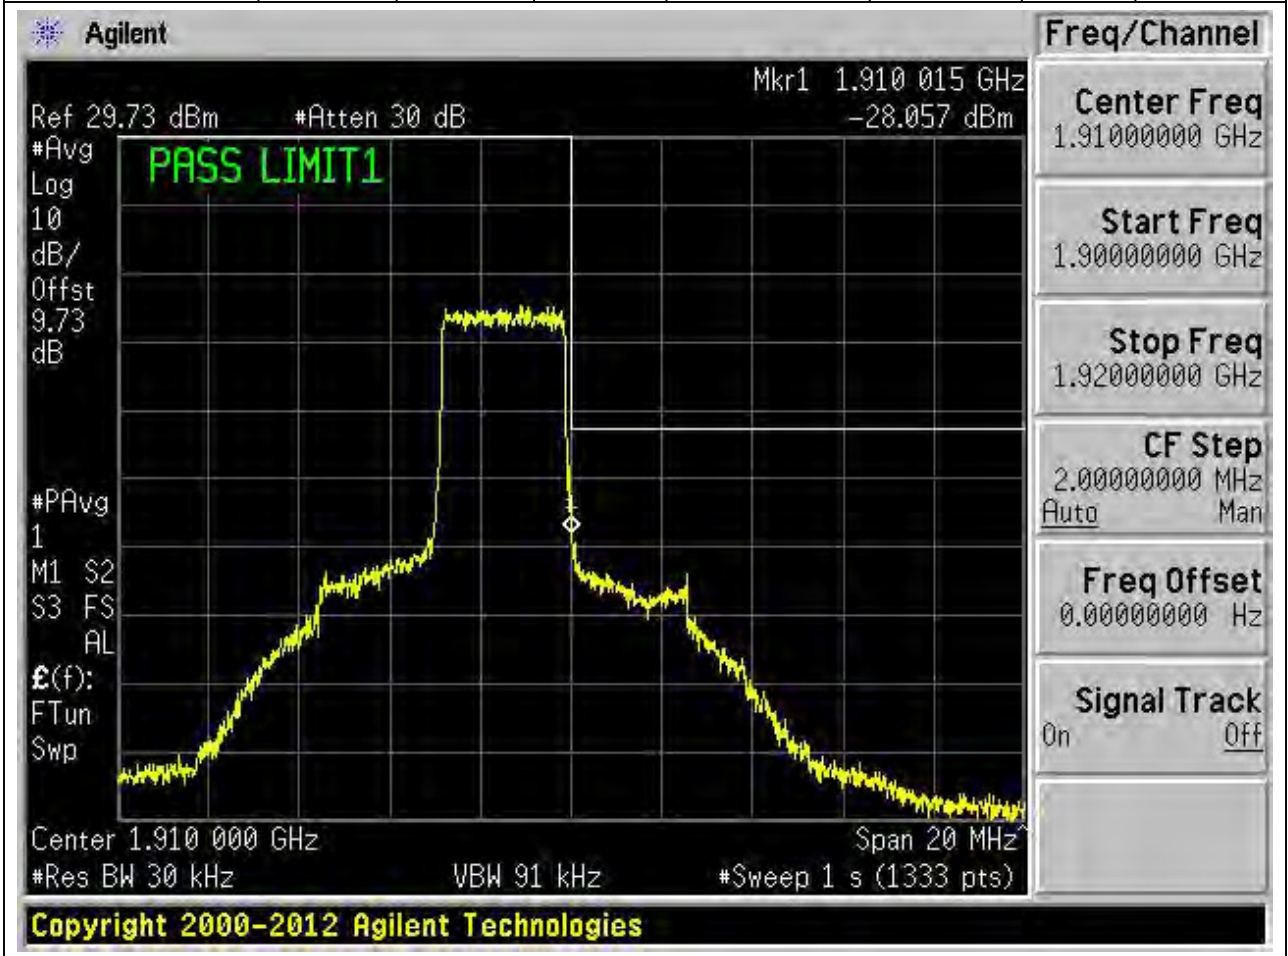 Agilent
Freq/Channel
Mkr1 1.910 015 GHz
Ref 29.73 dBm #Atten 30 dB -28.057 dBm
#Avg
Log
10
dB/
Offst
9.73
dB
PASS LIMIT1
#PAvg
1
M1 S2
S3 FS
AL
£(f):
FTun
Swp
Center 1.910 000 GHz Span 20 MHz^
#Res BW 30 kHz VBW 91 kHz #Sweep 1 s (1333 pts)
Copyright 2000-2012 Agilent Technologies
Center Freq
1.91000000 GHz
Start Freq
1.90000000 GHz
Stop Freq
1.92000000 GHz
CF Step
2.00000000 MHz
Auto Man
Freq Offset
0.00000000 Hz
Signal Track
On Off